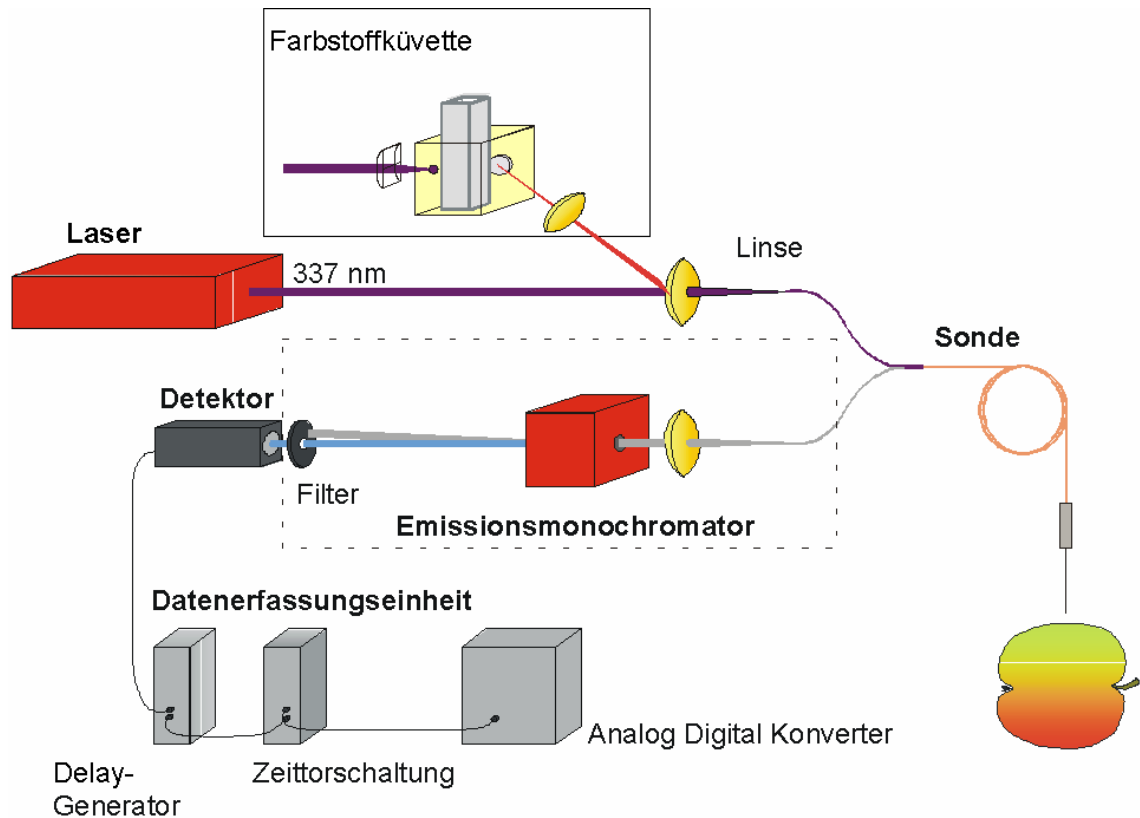 Farbstoffküvette
Laser
337 nm
Linse
Sonde
Detektor
Filter
Emissionsmonochromator
Datenerfassungseinheit
Analog Digital Konverter
Delay-
Generator
Zeittorschaltung